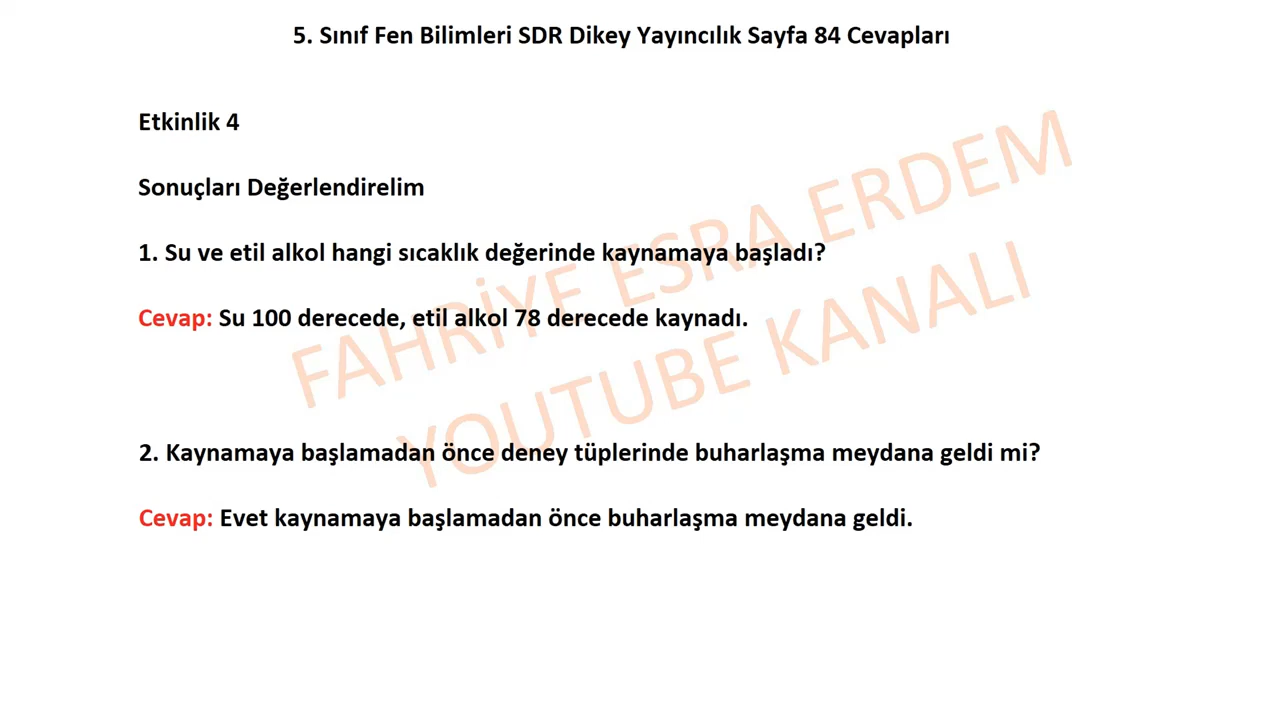 5. Sınıf Fen Bilimleri SDR Dikey Yayıncılık Sayfa 84 Cevapları
Etkinlik 4
Sonuçları Değerlendirelim
1. Su ve etil alkol hangi sıcaklık değerinde kaynamaya başladı?
Cevap: Su 100 derecede, etil alkol 78 derecede kaynadı.
2. Kaynamaya başlamadan önce deney tüplerinde buharlaşma meydana geldi mi?
Cevap: Evet kaynamaya başlamadan önce buharlaşma meydana geldi.
FAHRİYE ESRA ERDEM
YOUTUBE KANALI